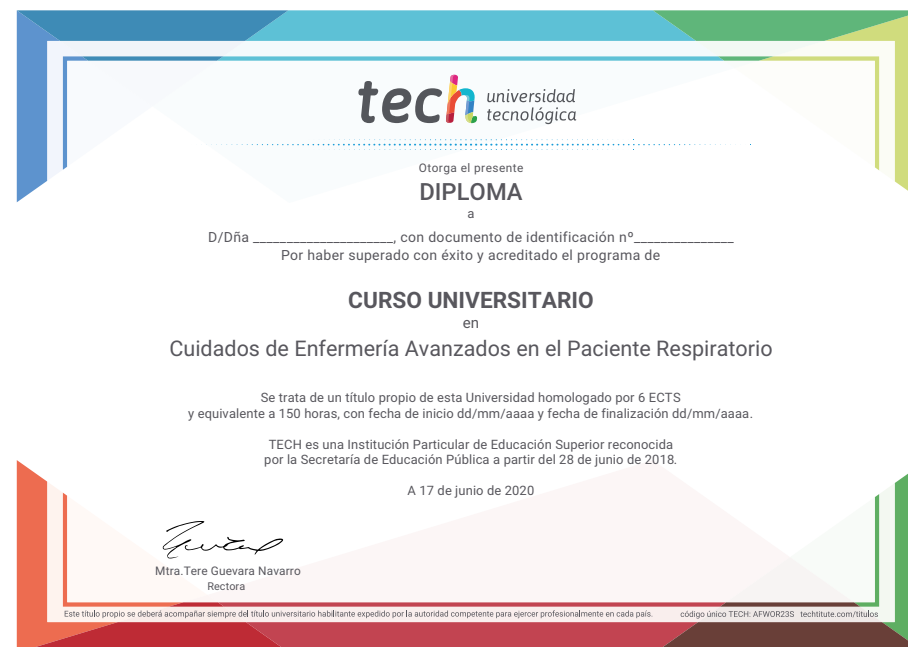 tech universidad
tecnológica
Otorga el presente
DIPLOMA
a
D/Dña _____________________, con documento de identificación nº_______________
Por haber superado con éxito y acreditado el programa de
CURSO UNIVERSITARIO
en
Cuidados de Enfermería Avanzados en el Paciente Respiratorio
Se trata de un título propio de esta Universidad homologado por 6 ECTS
y equivalente a 150 horas, con fecha de inicio dd/mm/aaaa y fecha de finalización dd/mm/aaaa.
TECH es una Institución Particular de Educación Superior reconocida
por la Secretaría de Educación Pública a partir del 28 de junio de 2018.
A 17 de junio de 2020
Mtra.Tere Guevara Navarro
Rectora
Este título propio se deberá acompañar siempre del título universitario habilitante expedido por la autoridad competente para ejercer profesionalmente en cada país. código único TECH: AFWOR23S techtitute.com/títulos